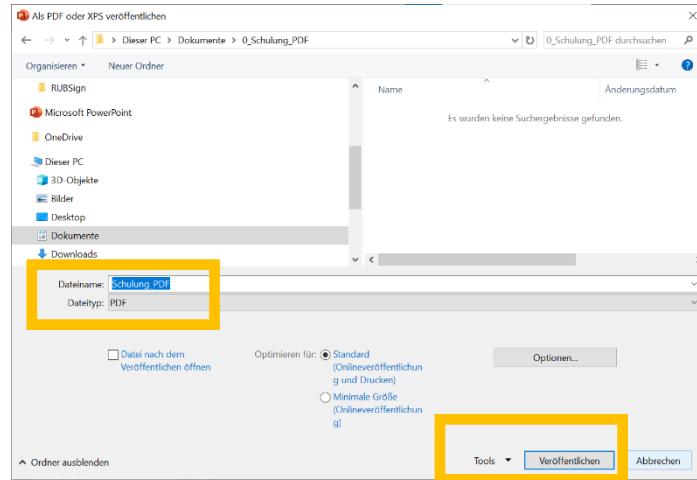 Als PDF oder XPS veröffentlichen
Dieser PC > Dokumente > 0_Schulung_PDF
0_Schulung_PDF durchsuchen
Organisieren
Neuer Ordner
RUBSign
Microsoft PowerPoint
OneDrive
Dieser PC
3D-Objekte
Bilder
Desktop
Dokumente
Downloads
Name
Änderungsdatum
Es wurden keine Suchergebnisse gefunden.
Dateiname: Schulung_PDF
Dateityp: PDF
Datei nach dem
Veröffentlichen öffnen
Optimieren für:
Standard
(Onlineveröffentlichun
g und Drucken)
Minimale Größe
(Onlineveröffentlichun
g)
Optionen...
Ordner ausblenden
Tools
Veröffentlichen
Abbrechen